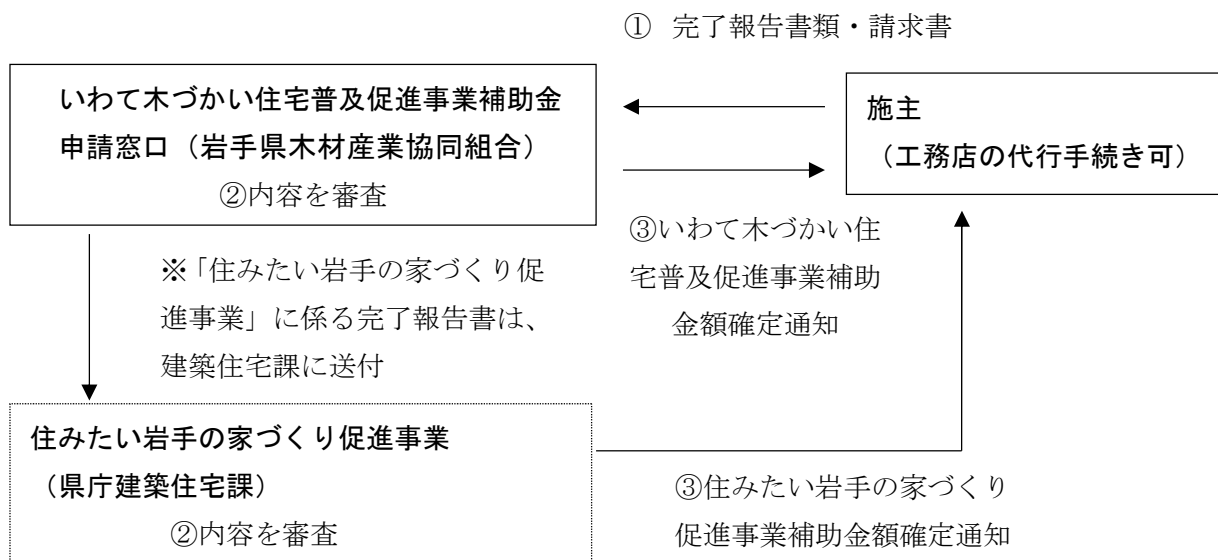 ① 完了報告書類・請求書
いわて木づかい住宅普及促進事業補助金
申請窓口（岩手県木材産業協同組合）
②内容を審査
施主
（工務店の代行手続き可）
③いわて木づかい住
宅普及促進事業補助
金額確定通知
※「住みたい岩手の家づくり促
進事業」に係る完了報告書は、
建築住宅課に送付
住みたい岩手の家づくり促進事業
（県庁建築住宅課）
②内容を審査
③住みたい岩手の家づくり
促進事業補助金額確定通知